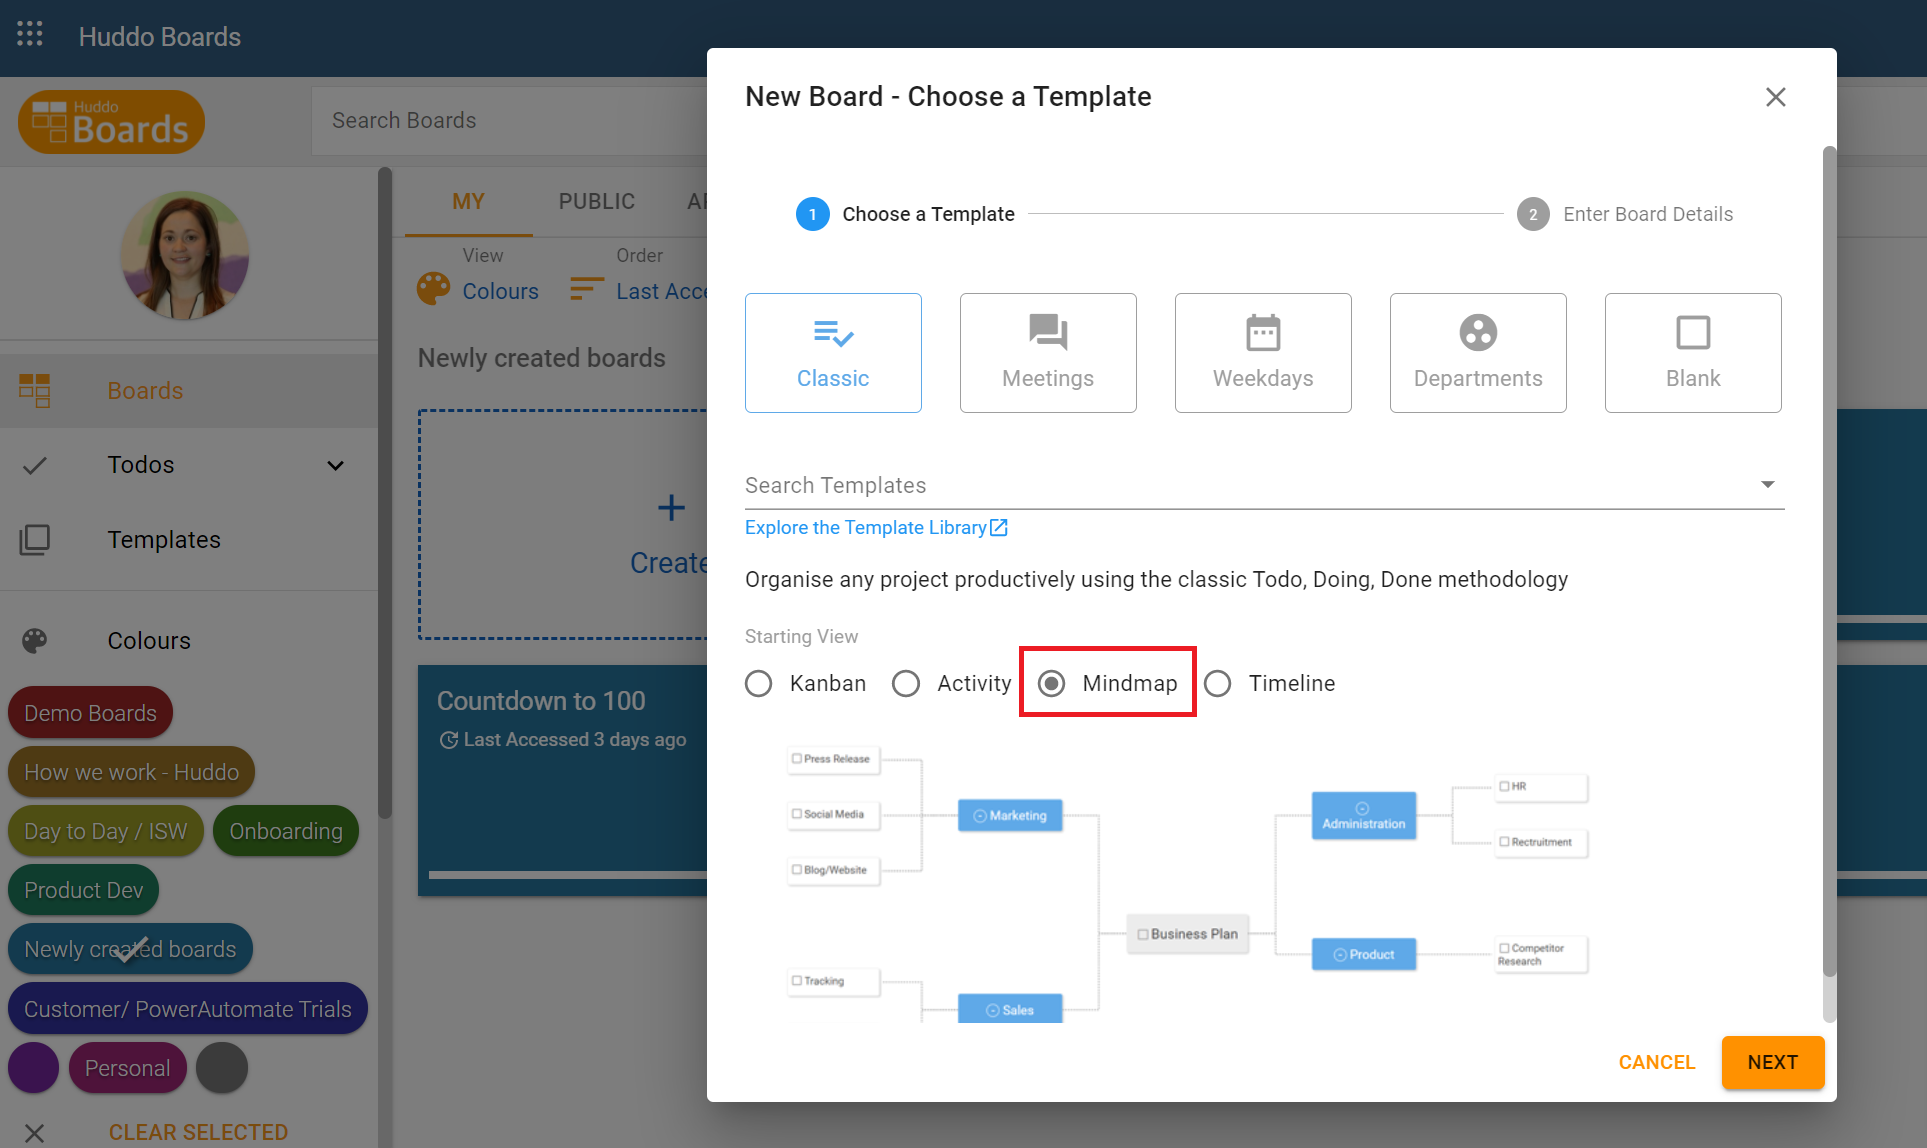 Huddo Boards
Huddo
Boards
Search Boards
MY
PUBLIC
View
Colours
Order
Newly created boards
Create
Countdown to 100
Last Accessed 3 days ago
Boards
Todos
Templates
Colours
Demo Boards
How we work - Huddo
Day to Day / ISW
Onboarding
Product Dev
Newly created boards
Customer/ PowerAutomate Trials
Personal
CLEAR SELECTED
New Board - Choose a Template
1 Choose a Template
2 Enter Board Details
Classic
Meetings
Weekdays
Departments
Blank
Search Templates
Explore the Template Library
Organise any project productively using the classic Todo, Doing, Done methodology
Starting View
Kanban
Activity
Mindmap
Timeline
Press Release
Social Media
Blog/Website
Marketing
Tracking
Sales
Business Plan
Administration
HR
Rectruitment
Product
Competitor
Research
CANCEL
NEXT